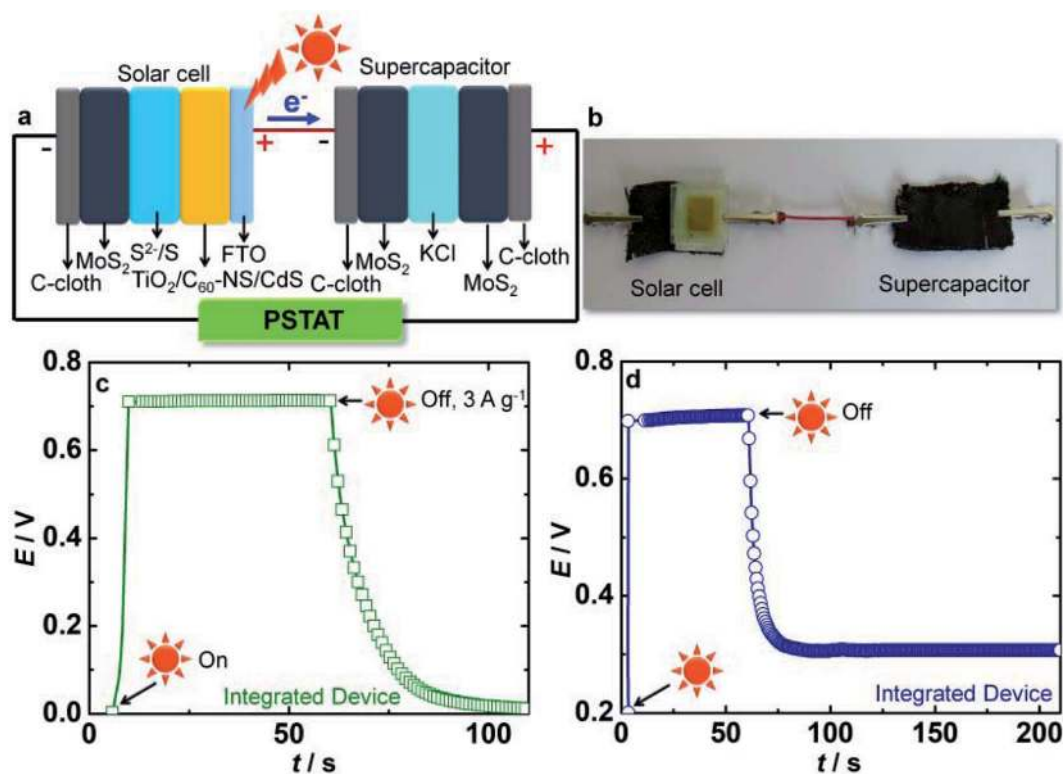 Solar cell
Supercapacitor
a
e⁻
- + - +
MoS₂ S²⁻/S FTO MoS₂ KCl C-cloth
C-cloth TiO₂/C₆₀-NS/CdS C-cloth MoS₂
PSTAT
b
Solar cell Supercapacitor
c
0.8
0.6
0.4
0.2
0.0
E / V
Off, 3 A g⁻¹
On
Integrated Device
0 50 100
t / s
d
0.8
0.6
0.4
0.2
E / V
Off
Integrated Device
0 50 100 150 200
t / s